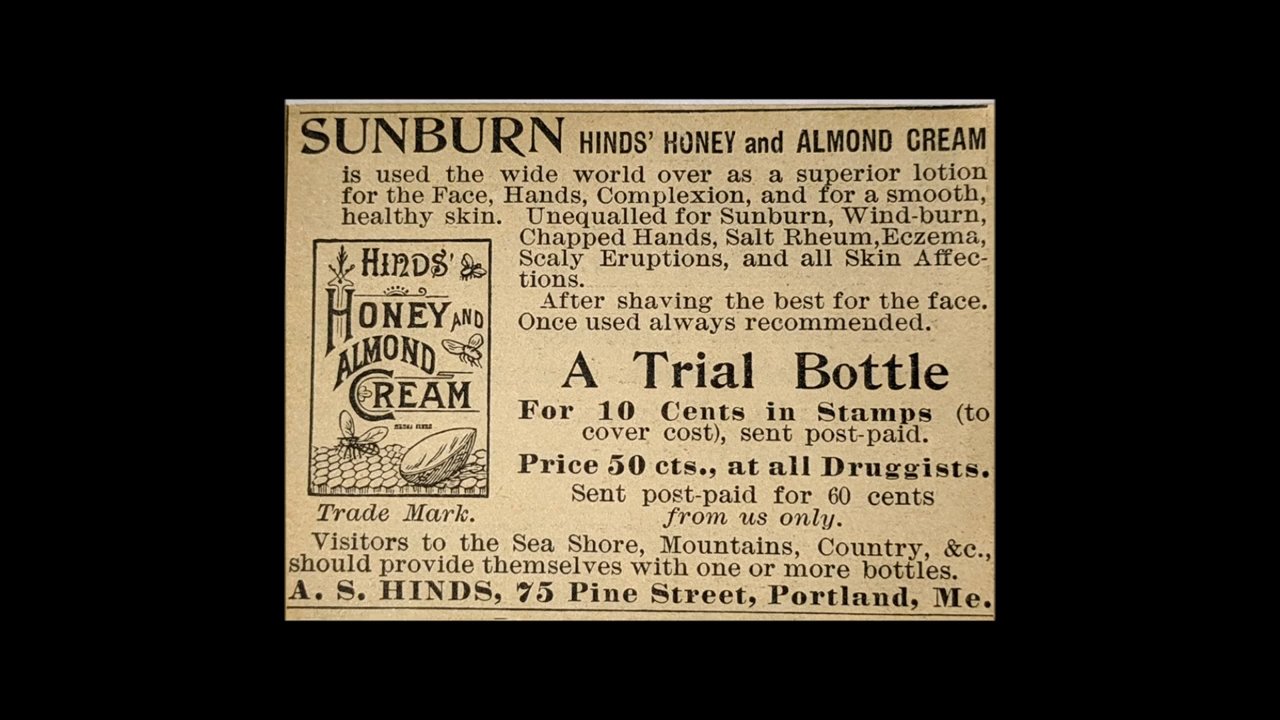 SUNBURN HINDS' HONEY and ALMOND CREAM
is used the wide world over as a superior lotion
for the Face, Hands, Complexion, and for a smooth,
healthy skin. Unequalled for Sunburn, Wind-burn,
Chapped Hands, Salt Rheum,Eczema,
Scaly Eruptions, and all Skin Affec-
tions.
After shaving the best for the face.
Once used always recommended.
HINDS'
HONEY AND
ALMOND
CREAM
Trade Mark.
A Trial Bottle
For 10 Cents in Stamps (to
cover cost), sent post-paid.
Price 50 cts., at all Druggists.
Sent post-paid for 60 cents
from us only.
Visitors to the Sea Shore, Mountains, Country, &c.,
should provide themselves with one or more bottles.
A. S. HINDS, 75 Pine Street, Portland, Me.